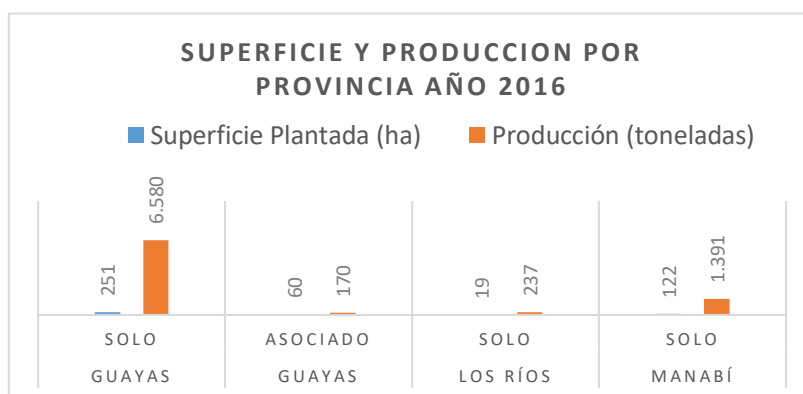 SUPERFICIE Y PRODUCCION POR
PROVINCIA AÑO 2016
Superficie Plantada (ha) Producción (toneladas)
251 6.580 60 170 19 237 122 1.391
SOLO ASOCIADO SOLO SOLO
GUAYAS GUAYAS LOS RÍOS MANABÍ